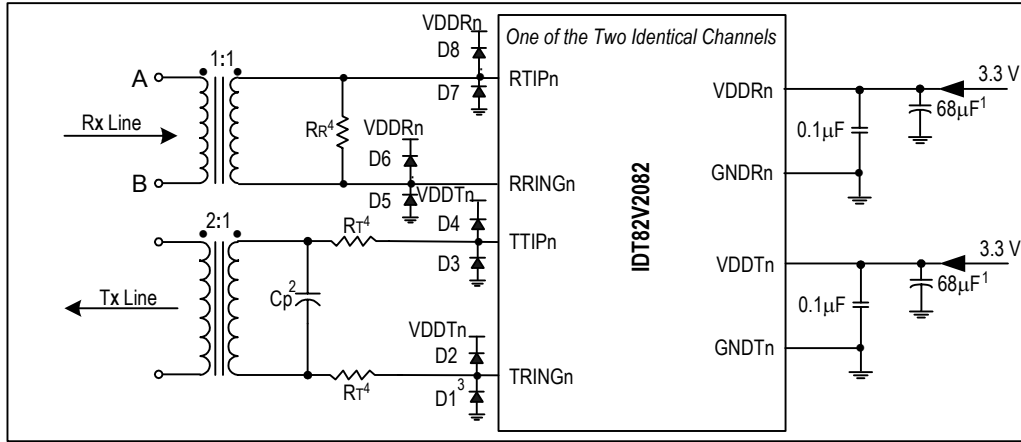 VDDRn
One of the Two Identical Channels
D8
1:1
A
RTIPn
VDDRn
3.3 V
D7
68µF1
Rx Line
RR4
VDDRn
0.1µF
D6
GNDRn
B
RRINGn
D5
VDDTn
2:1
RT4
D4
TTIPn
VDDTn
3.3 V
D3
68µF1
Tx Line
Cp2
0.1µF
VDDTn
GNDTn
D2
TRINGn
RT4
D13
IDT82V2082